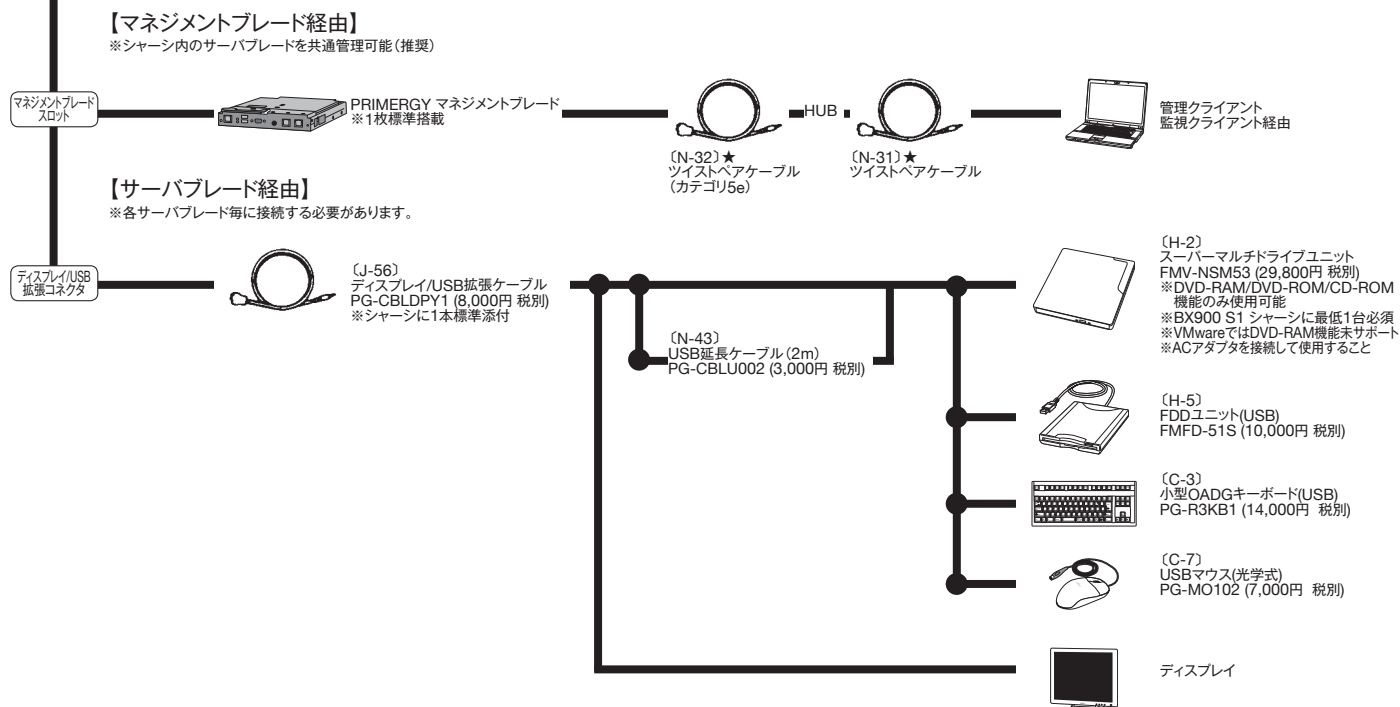 【マネジメントブレード経由】
※シャーシ内のサーバブレードを共通管理可能（推奨）
マネジメントブレード
スロット
PRIMERGY マネジメントブレード
※1枚標準搭載
〔N-32〕★
ツイストペアケーブル
（カテゴリ5e）
HUB
〔N-31〕★
ツイストペアケーブル
管理クライアント
監視クライアント経由
【サーバブレード経由】
※各サーバブレード毎に接続する必要があります。
ディスプレイ/USB
拡張コネクタ
〔J-56〕
ディスプレイ/USB拡張ケーブル
PG-CBLDPY1 (8,000円 税別)
※シャーシに1本標準添付
〔N-43〕
USB延長ケーブル（2m）
PG-CBLU002 (3,000円 税別)
〔H-2〕
スーパーマルチドライブユニット
FMV-NSM53 (29,800円 税別)
※DVD-RAM/DVD-ROM/CD-ROM
機能のみ使用可能
※BX900 S1 シャーシに最低1台必須
※VMwareではDVD-RAM機能未サポート
※ACアダプタを接続して使用すること
〔H-5〕
FDDユニット(USB)
FMFD-51S (10,000円 税別)
〔C-3〕
小型OADGキーボード(USB)
PG-R3KB1 (14,000円 税別)
〔C-7〕
USBマウス(光学式)
PG-MO102 (7,000円 税別)
ディスプレイ